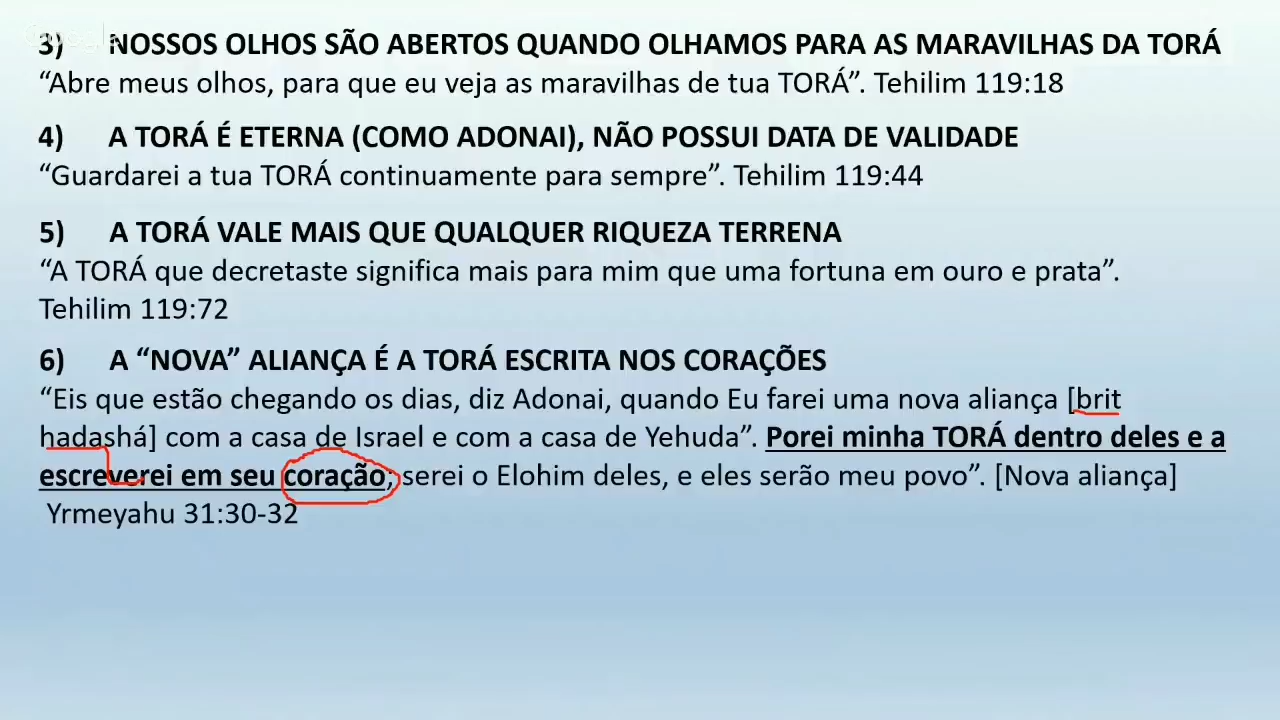 3) NOSSOS OLHOS SÃO ABERTOS QUANDO OLHAMOS PARA AS MARAVILHAS DA TORÁ
“Abre meus olhos, para que eu veja as maravilhas de tua TORÁ”. Tehilim 119:18
4) A TORÁ É ETERNA (COMO ADONAI), NÃO POSSUI DATA DE VALIDADE
“Guardarei a tua TORÁ continuamente para sempre”. Tehilim 119:44
5) A TORÁ VALE MAIS QUE QUALQUER RIQUEZA TERRENA
“A TORÁ que decretaste significa mais para mim que uma fortuna em ouro e prata”.
Tehilim 119:72
6) A “NOVA” ALIANÇA É A TORÁ ESCRITA NOS CORAÇÕES
“Eis que estão chegando os dias, diz Adonai, quando Eu farei uma nova aliança [brit
hadashá] com a casa de Israel e com a casa de Yehuda”. Porei minha TORÁ dentro deles e a
escreverei em seu coração; serei o Elohim deles, e eles serão meu povo”. [Nova aliança]
Yrmeyahu 31:30-32